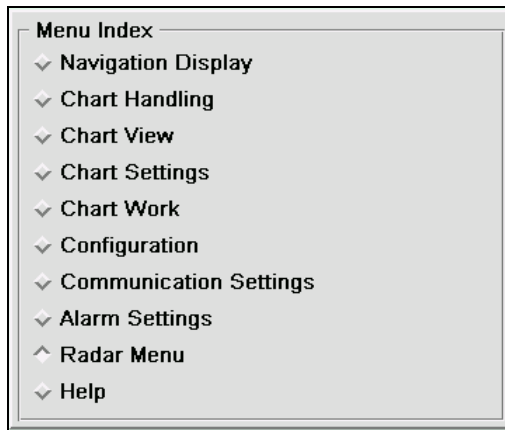 Menu Index
Navigation Display
Chart Handling
Chart View
Chart Settings
Chart Work
Configuration
Communication Settings
Alarm Settings
Radar Menu
Help